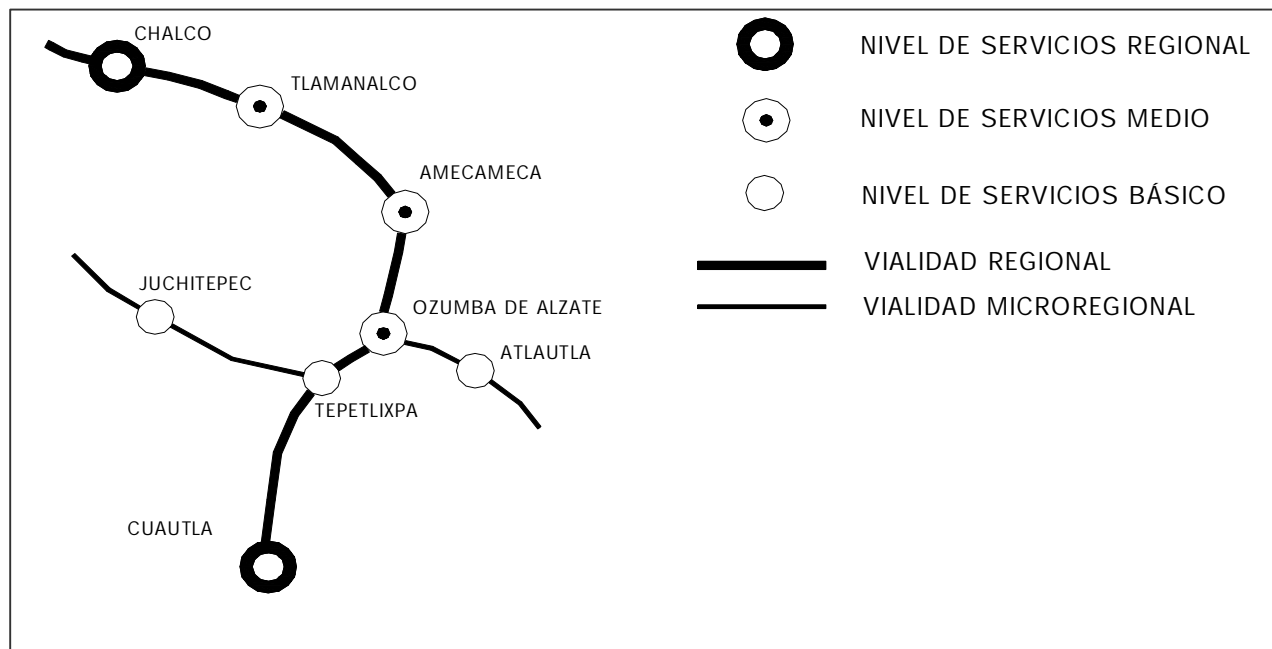 CHALCO
TLAMANALCO
AMECAMECA
JUCHITEPEC
OZUMBA DE ALZATE
ATLAUTLA
TEPETLIXPA
CUAUTLA
NIVEL DE SERVICIOS REGIONAL
NIVEL DE SERVICIOS MEDIO
NIVEL DE SERVICIOS BÁSICO
VIALIDAD REGIONAL
VIALIDAD MICROREGIONAL